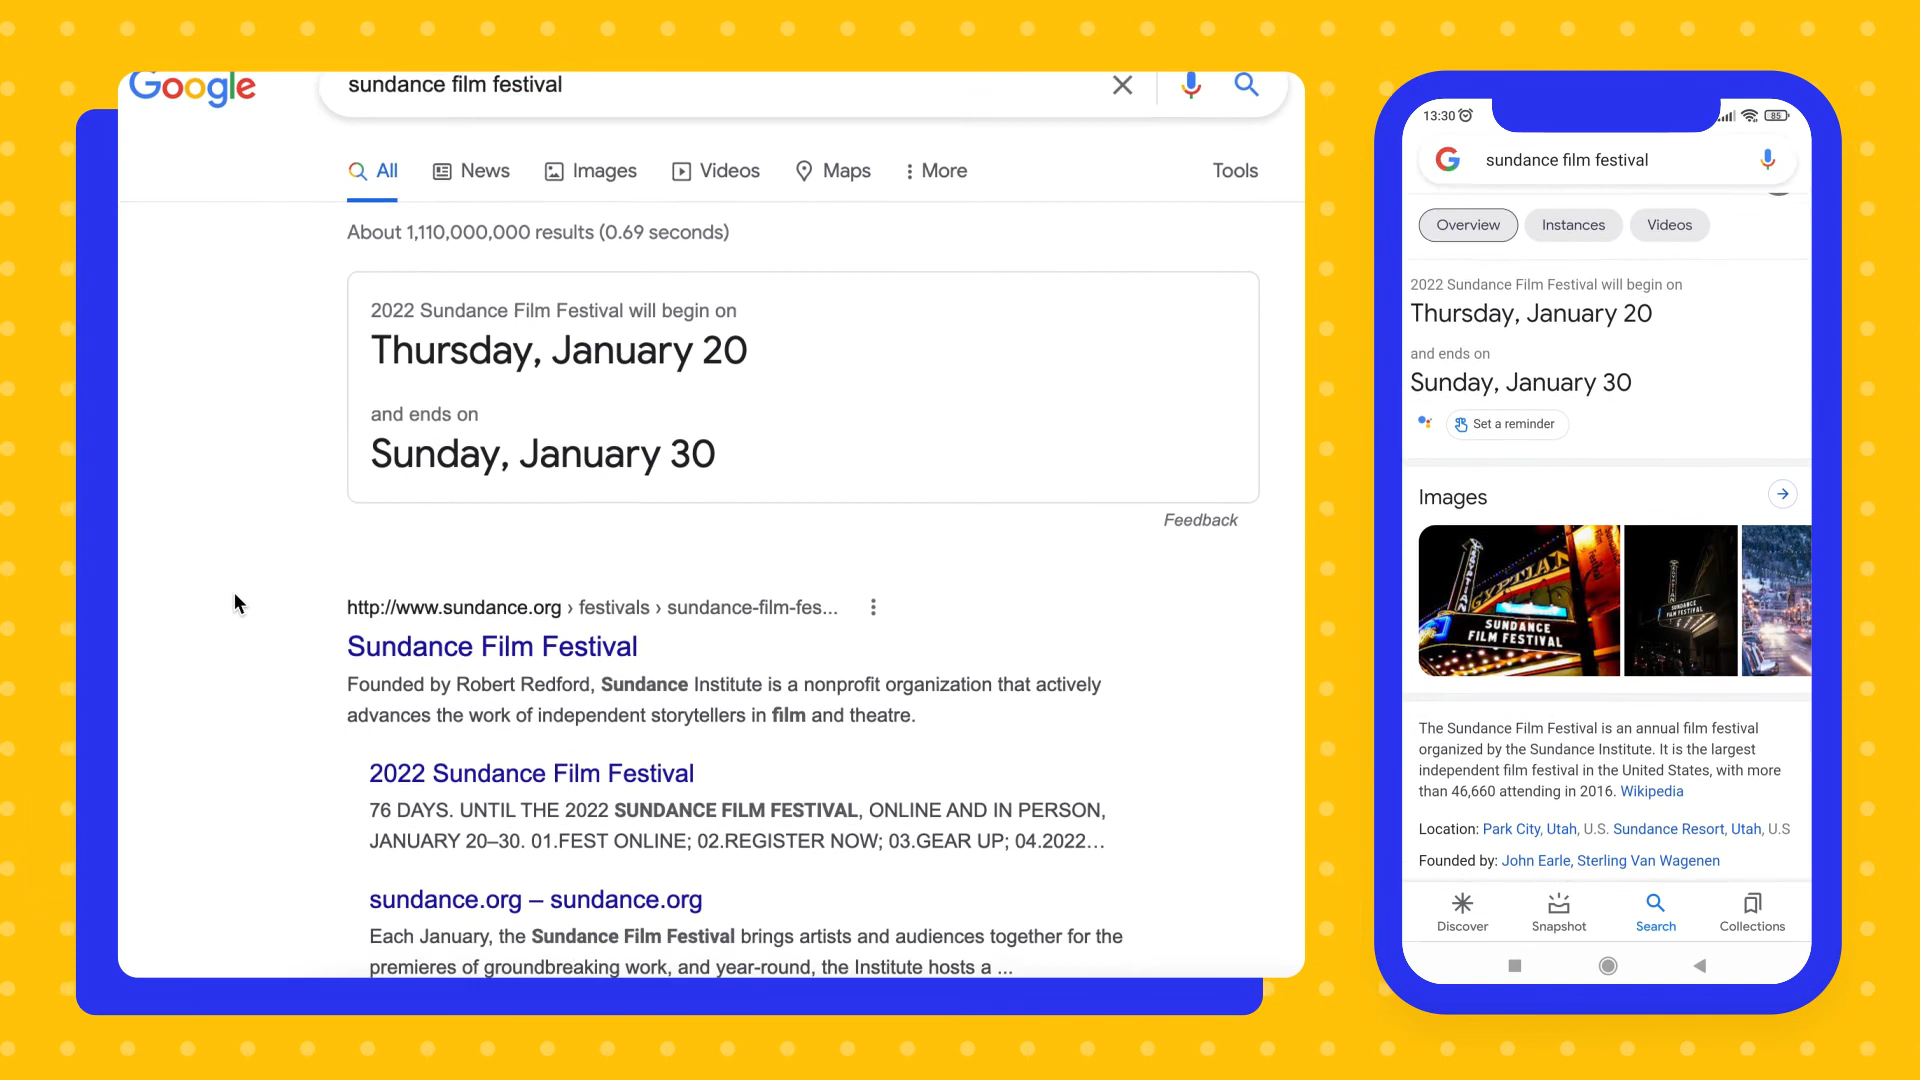 Google
sundance film festival
All
News
Images
Videos
Maps
More
Tools
About 1,110,000,000 results (0.69 seconds)
2022 Sundance Film Festival will begin on
Thursday, January 20
and ends on
Sunday, January 30
Feedback
http://www.sundance.org › festivals › sundance-film-fes...
Sundance Film Festival
Founded by Robert Redford, Sundance Institute is a nonprofit organization that actively
advances the work of independent storytellers in film and theatre.
2022 Sundance Film Festival
76 DAYS. UNTIL THE 2022 SUNDANCE FILM FESTIVAL, ONLINE AND IN PERSON,
JANUARY 20–30. 01.FEST ONLINE; 02.REGISTER NOW; 03.GEAR UP; 04.2022...
sundance.org – sundance.org
Each January, the Sundance Film Festival brings artists and audiences together for the
premieres of groundbreaking work, and year-round, the Institute hosts a ...
13:30
85
G
sundance film festival
Overview
Instances
Videos
2022 Sundance Film Festival will begin on
Thursday, January 20
and ends on
Sunday, January 30
Set a reminder
Images
EGYPTIAN
SUNDANCE
FILM FESTIVAL
SUNDANCE
FILM FESTIVAL
The Sundance Film Festival is an annual film festival
organized by the Sundance Institute. It is the largest
independent film festival in the United States, with more
than 46,660 attending in 2016. Wikipedia
Location: Park City, Utah, U.S. Sundance Resort, Utah, U.S
Founded by: John Earle, Sterling Van Wagenen
Discover
Snapshot
Search
Collections